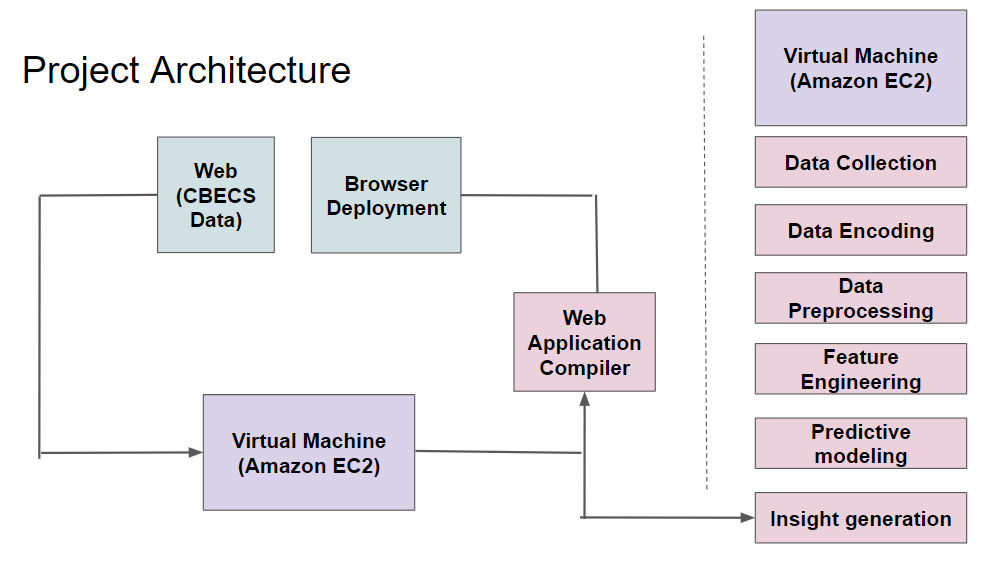 Project Architecture
Web
(CBECS
Data)
Browser
Deployment
Web
Application
Compiler
Virtual Machine
(Amazon EC2)
Virtual Machine
(Amazon EC2)
Data Collection
Data Encoding
Data
Preprocessing
Feature
Engineering
Predictive
modeling
Insight generation